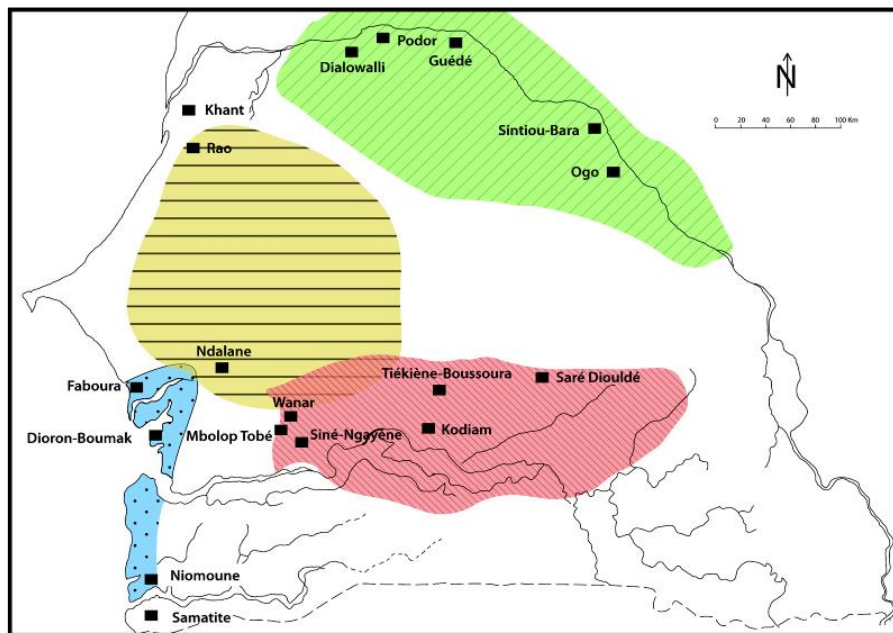 Podor
Dialowalli
Guédé
N
0 20 40 60 80 100 Km
Khant
Sintiou-Bara
Rao
Ogo
Ndalane
Tiékiène-Boussoura
Saré Diouldé
Faboura
Wanar
Dioron-Boumak
Mbolop Tobé
Siné-Ngayène
Kodiam
Niomoune
Samatite